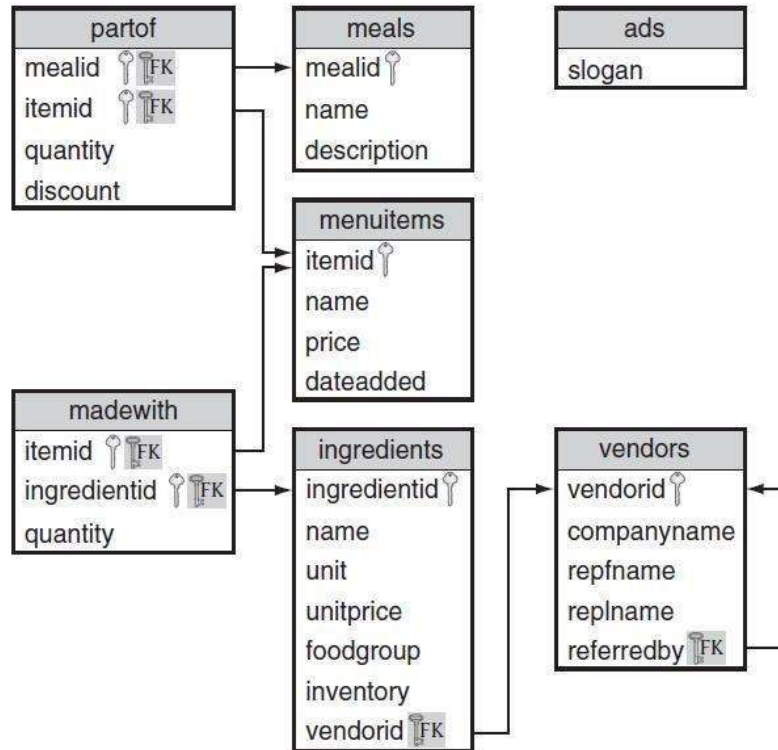 partof
mealid FK
itemid FK
quantity
discount
meals
mealid
name
description
ads
slogan
menuitems
itemid
name
price
dateadded
madewith
itemid FK
ingredientid FK
quantity
ingredients
ingredientid
name
unit
unitprice
foodgroup
inventory
vendorid FK
vendors
vendorid
companyname
repfname
replname
referredby FK